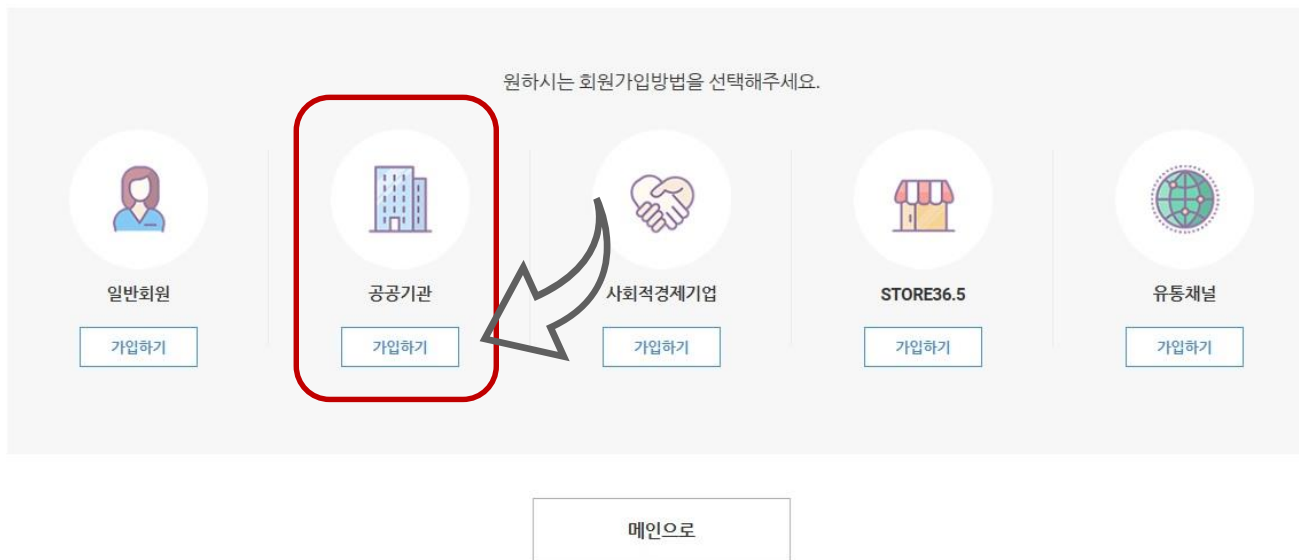 원하시는 회원가입방법을 선택해주세요.
일반회원
공공기관
사회적경제기업
STORE36.5
유통채널
가입하기
가입하기
가입하기
가입하기
가입하기
메인으로